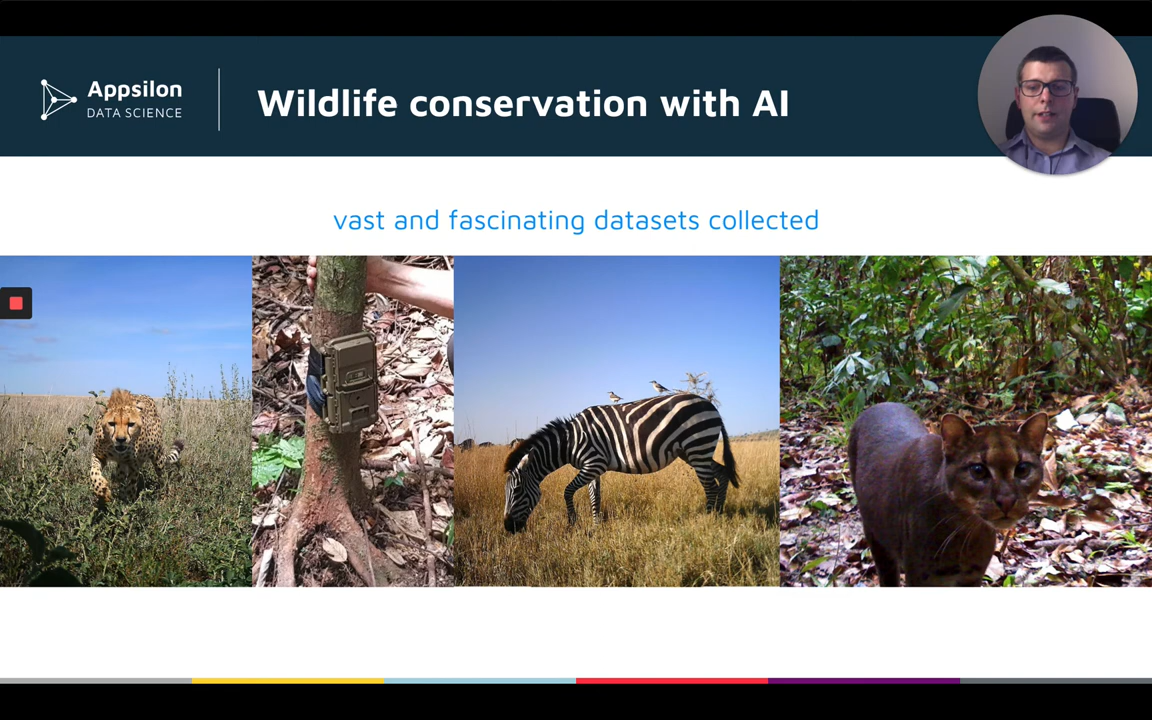 Appsilon
DATA SCIENCE
Wildlife conservation with AI
vast and fascinating datasets collected